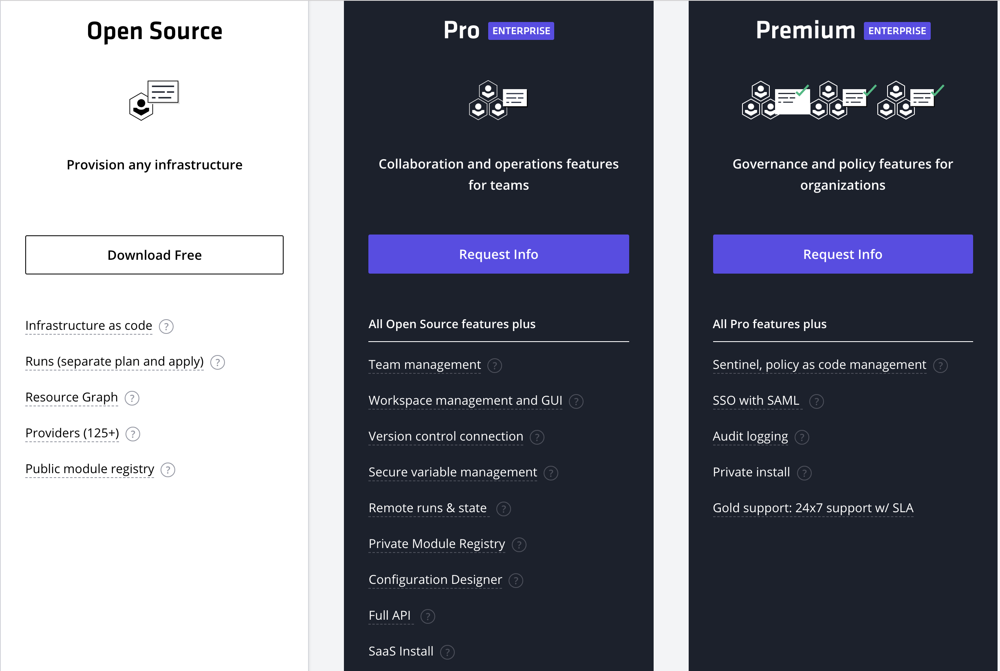 Open Source
Provision any infrastructure
Download Free
Infrastructure as code ?
Runs (separate plan and apply) ?
Resource Graph ?
Providers (125+) ?
Public module registry ?
Pro ENTERPRISE
Collaboration and operations features
for teams
Request Info
All Open Source features plus
Team management ?
Workspace management and GUI ?
Version control connection ?
Secure variable management ?
Remote runs & state ?
Private Module Registry ?
Configuration Designer ?
Full API ?
SaaS Install ?
Premium ENTERPRISE
Governance and policy features for
organizations
Request Info
All Pro features plus
Sentinel, policy as code management ?
SSO with SAML ?
Audit logging ?
Private install ?
Gold support: 24x7 support w/ SLA